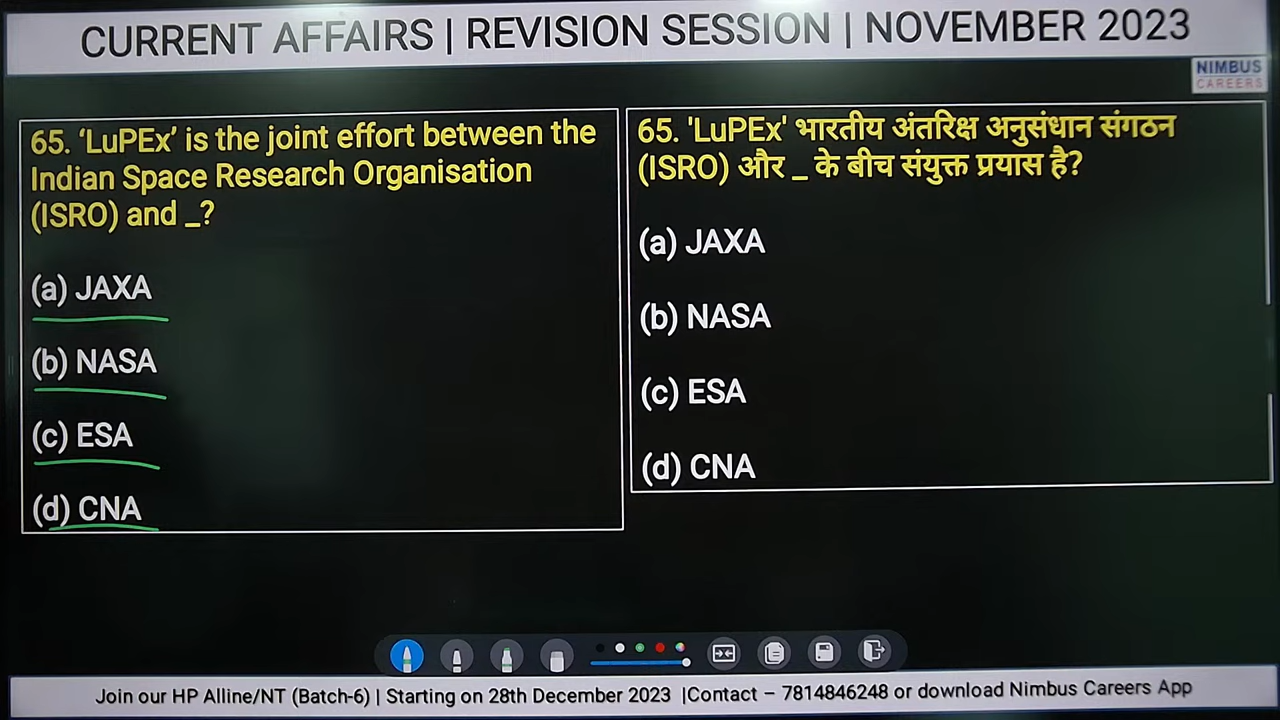 CURRENT AFFAIRS | REVISION SESSION | NOVEMBER 2023
NIMBUS
CAREERS
65. ‘LuPEx’ is the joint effort between the
Indian Space Research Organisation
(ISRO) and _?
(a) JAXA
(b) NASA
(c) ESA
(d) CNA
65. 'LuPEx' भारतीय अंतरिक्ष अनुसंधान संगठन
(ISRO) और _ के बीच संयुक्त प्रयास है?
(a) JAXA
(b) NASA
(c) ESA
(d) CNA
Join our HP Alline/NT (Batch-6) | Starting on 28th December 2023 |Contact – 7814846248 or download Nimbus Careers App